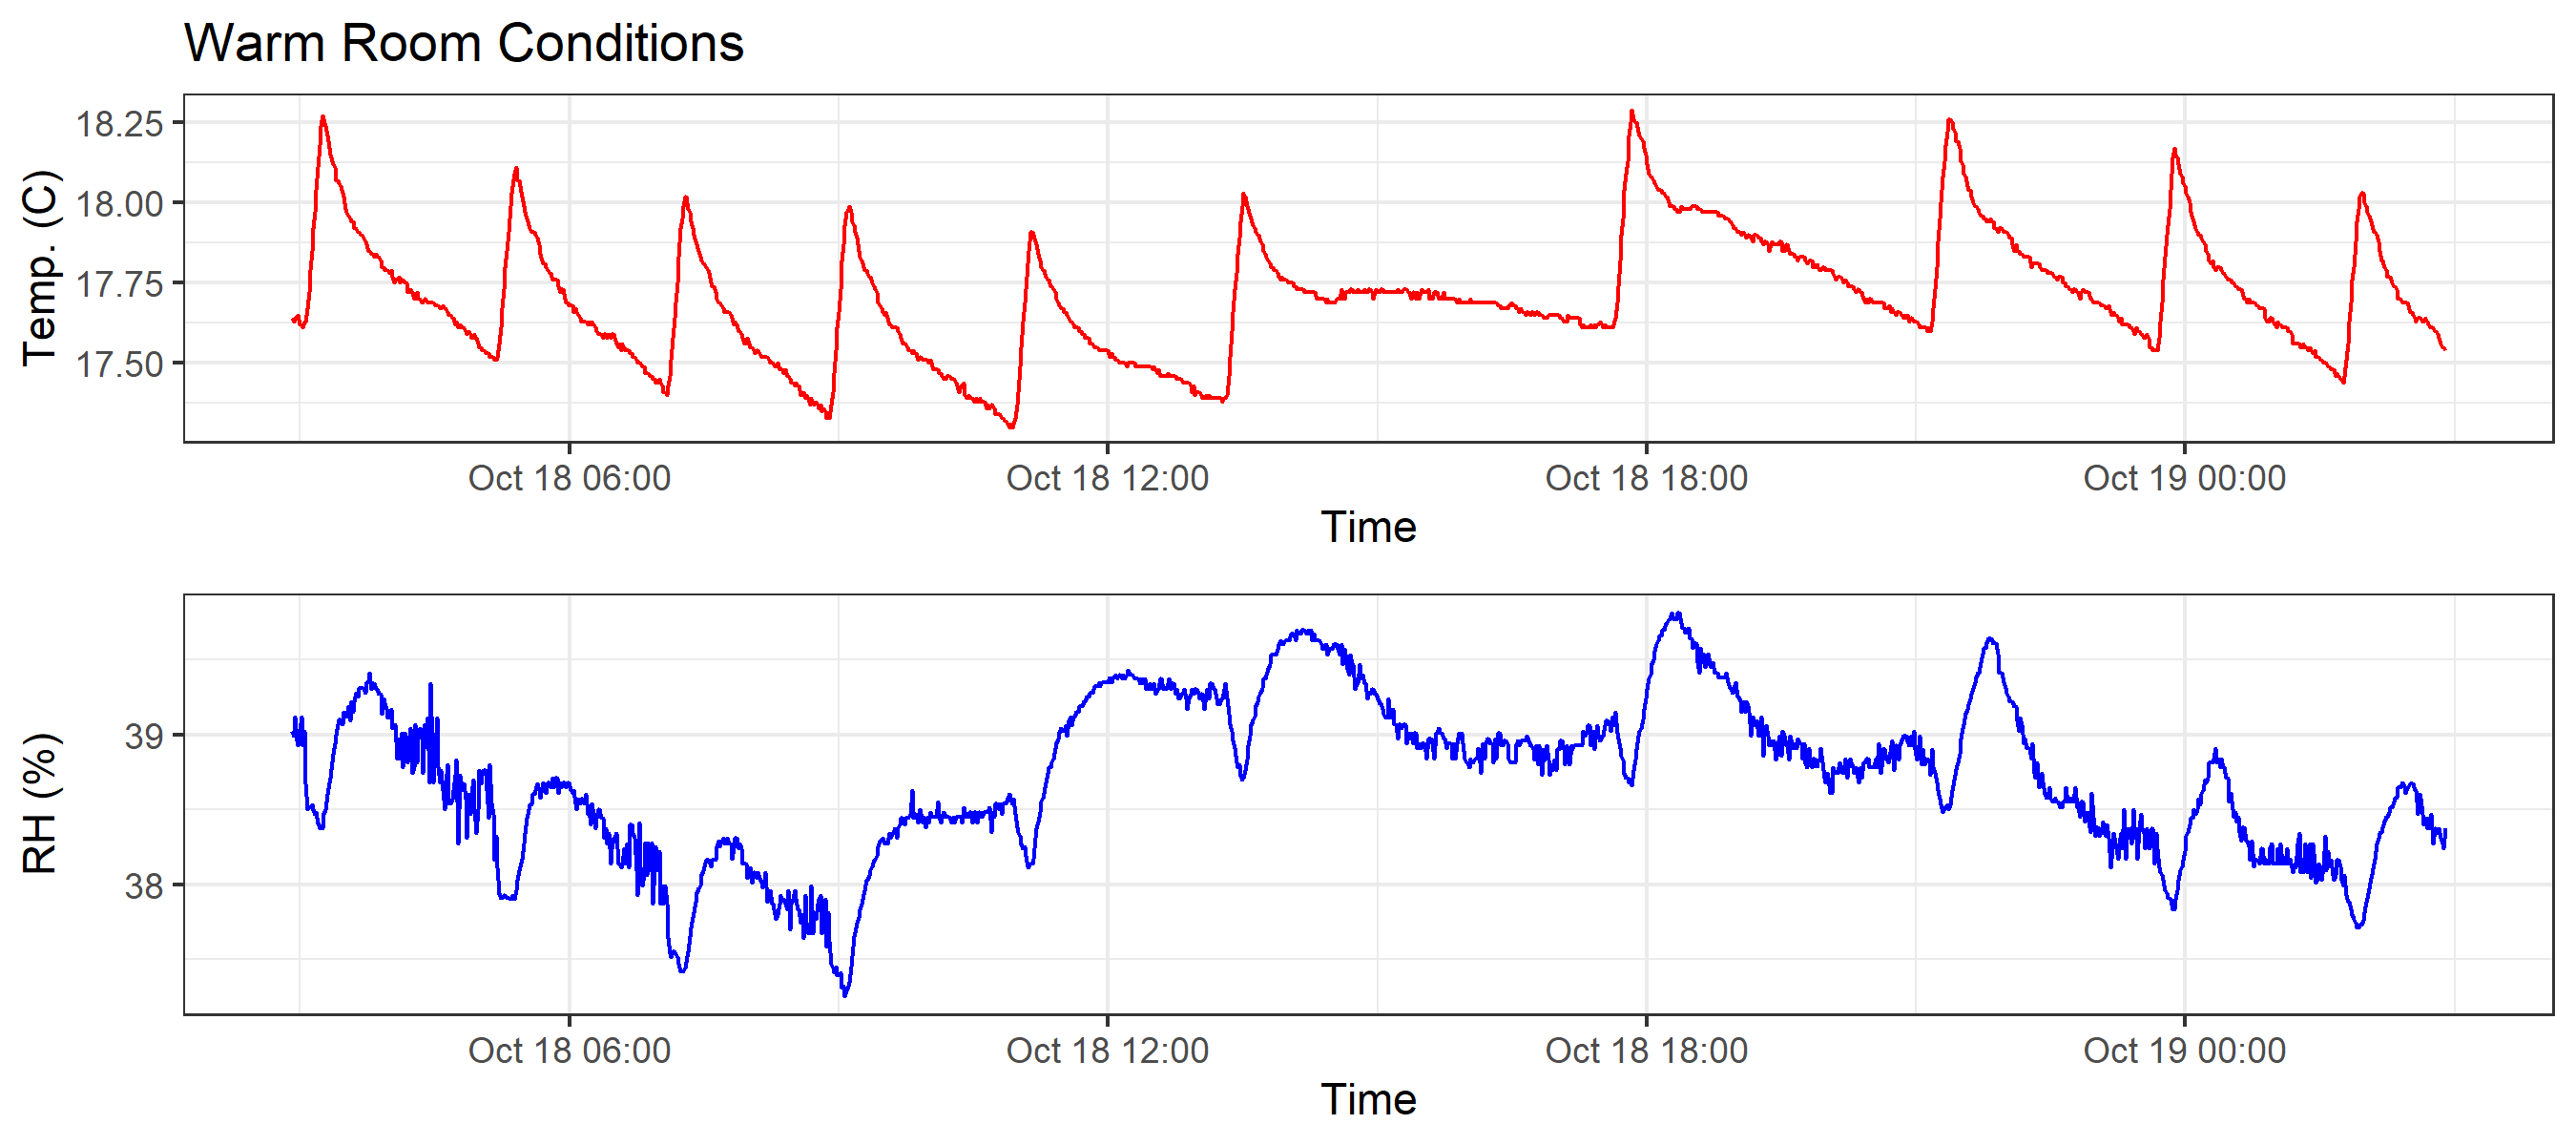 Warm Room Conditions
Temp. (C)
18.25
18.00
17.75
17.50
Oct 18 06:00 Oct 18 12:00 Oct 18 18:00 Oct 19 00:00
Time
RH (%)
39
38
Oct 18 06:00 Oct 18 12:00 Oct 18 18:00 Oct 19 00:00
Time